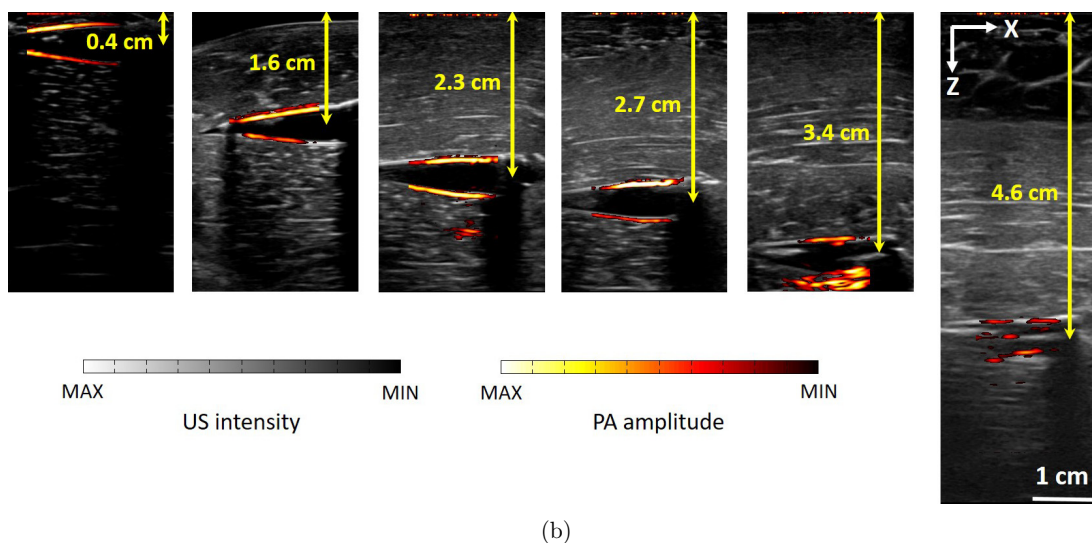 0.4 cm
1.6 cm
2.3 cm
2.7 cm
3.4 cm
X
Z
4.6 cm
1 cm
MAX MIN
US intensity
MAX MIN
PA amplitude
(b)